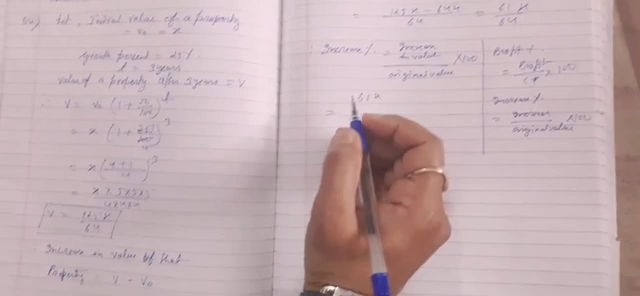 Let, Initial value of a property
= V₀ = x
Growth percent = 25%
t = 3 years
value of a property after 3 years = V
V = V₀ (1 + r/100)^t
= x (1 + 25/100)³
4
= x (4+1/4)³
= x × 5×5×5 / 4×4×4
V = 125x/64
Increase in value of that
Property = V - V₀
= 125x - 64x / 64 = 61x/64
Increase % = Increase in value / original value × 100
= 61x
Profit %
= Profit / CP × 100
Increase %
= Increase / original value × 100